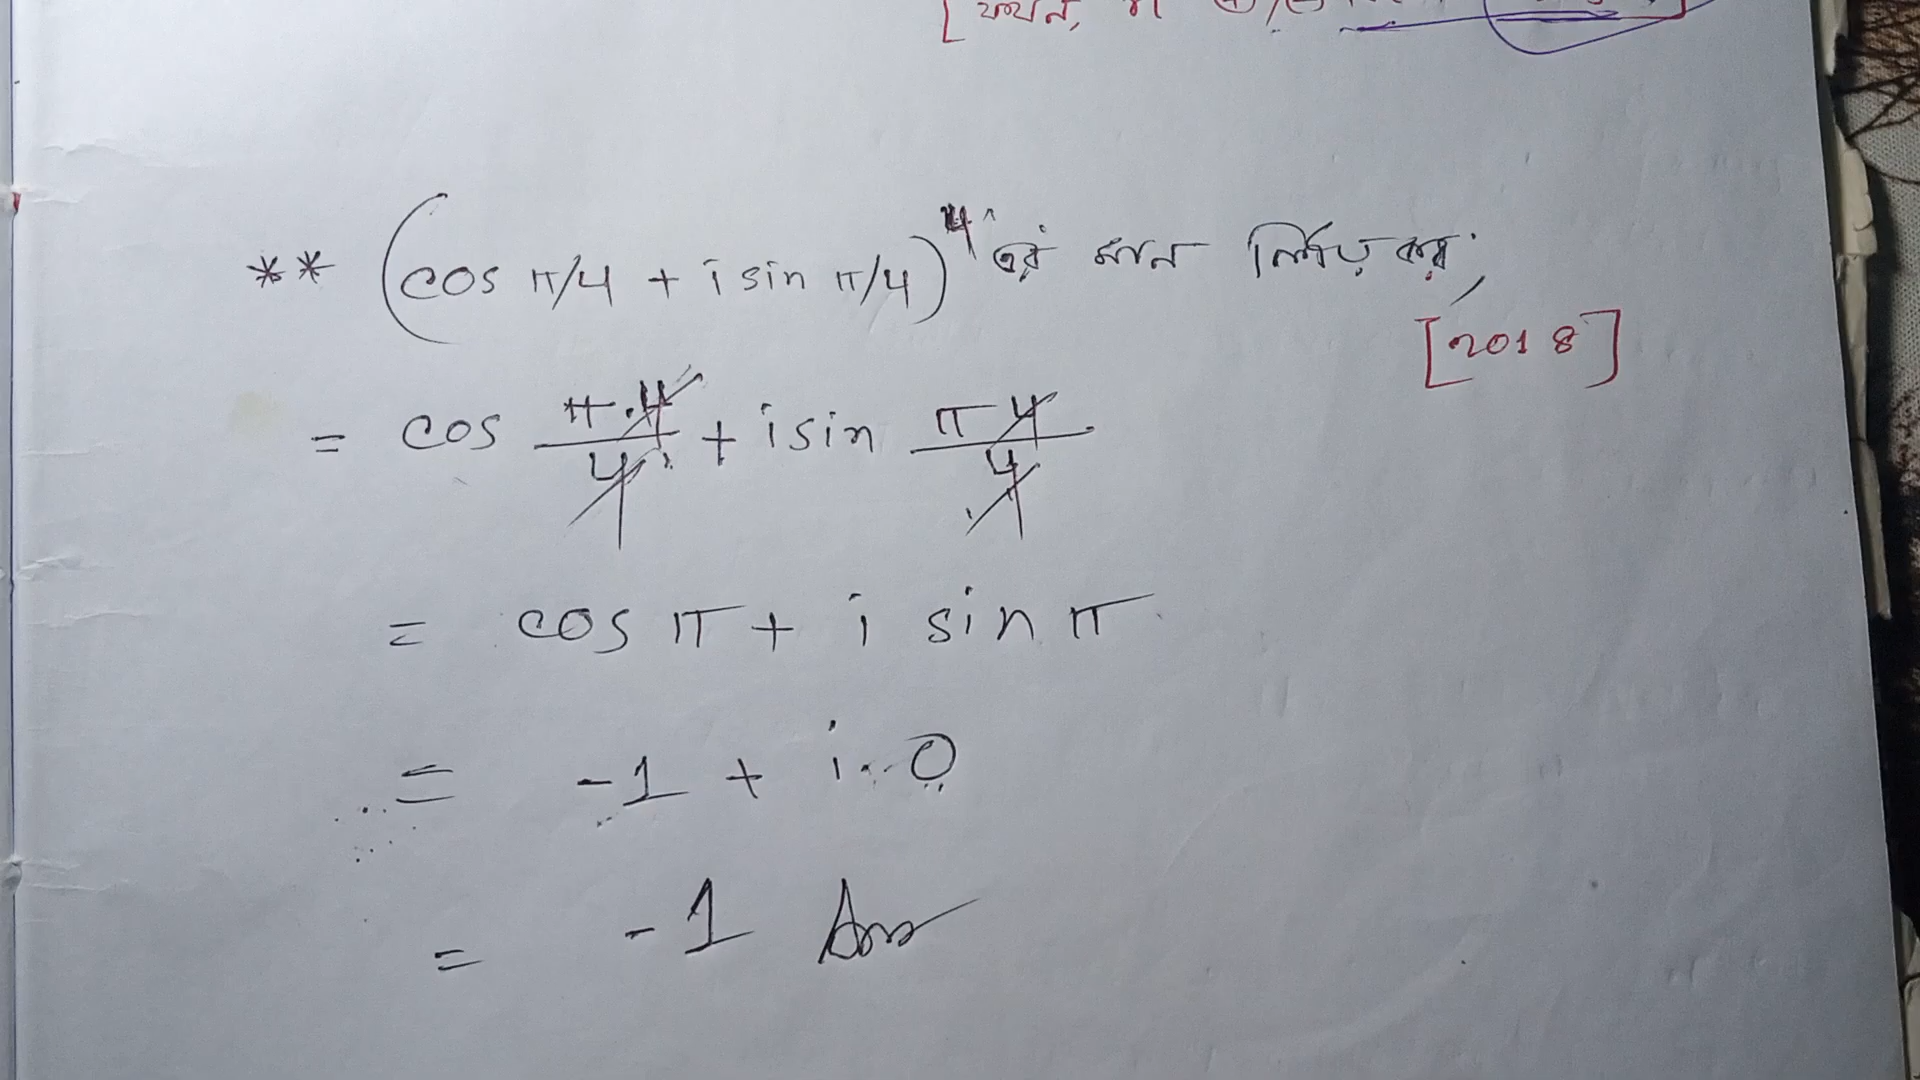 [যখন, n
** (cos π/4 + i sin π/4)⁴ এর মান নির্ণয় কর,
[2018]
= cos π.4/4 + i sin π4/4
= cos π + i sin π
= -1 + i. 0
= -1 Ans